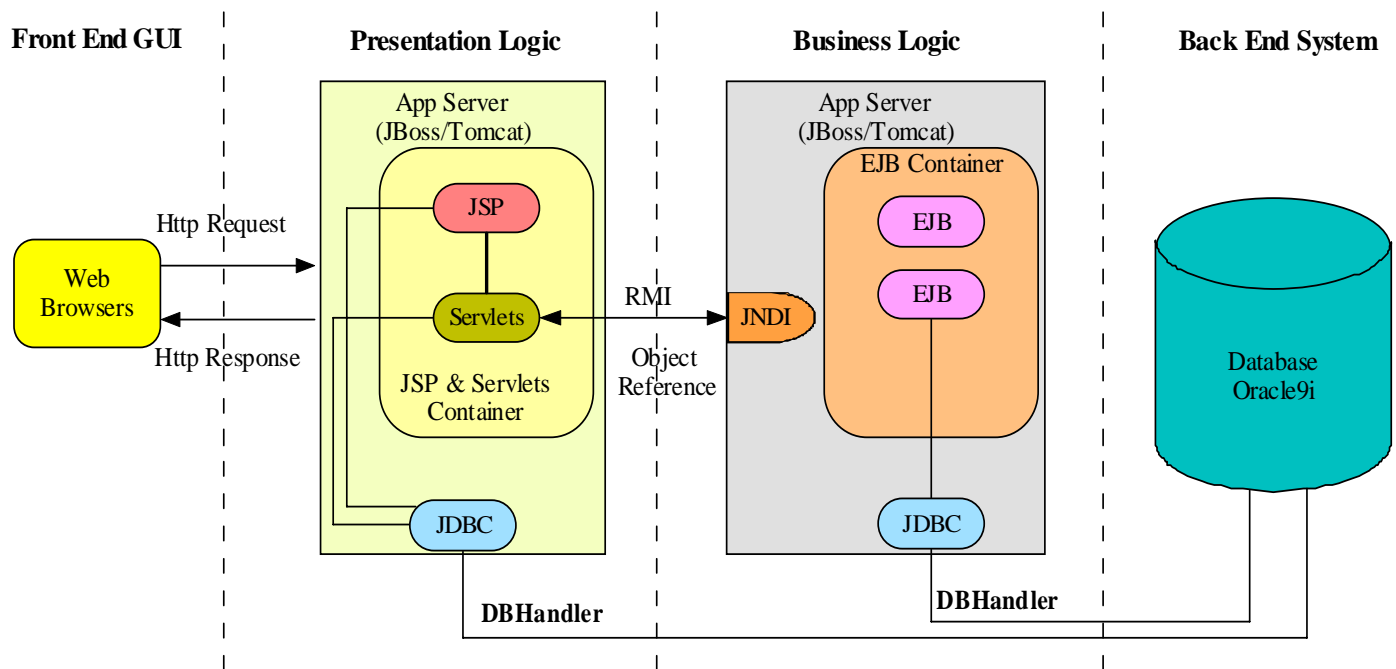 Front End GUI
Presentation Logic
Business Logic
Back End System
App Server
(JBoss/Tomcat)
JSP
Servlets
JSP & Servlets
Container
JDBC
Http Request
Web
Browsers
Http Response
RMI
Object
Reference
JNDI
App Server
(JBoss/Tomcat)
EJB Container
EJB
EJB
JDBC
Database
Oracle9i
DBHandler
DBHandler